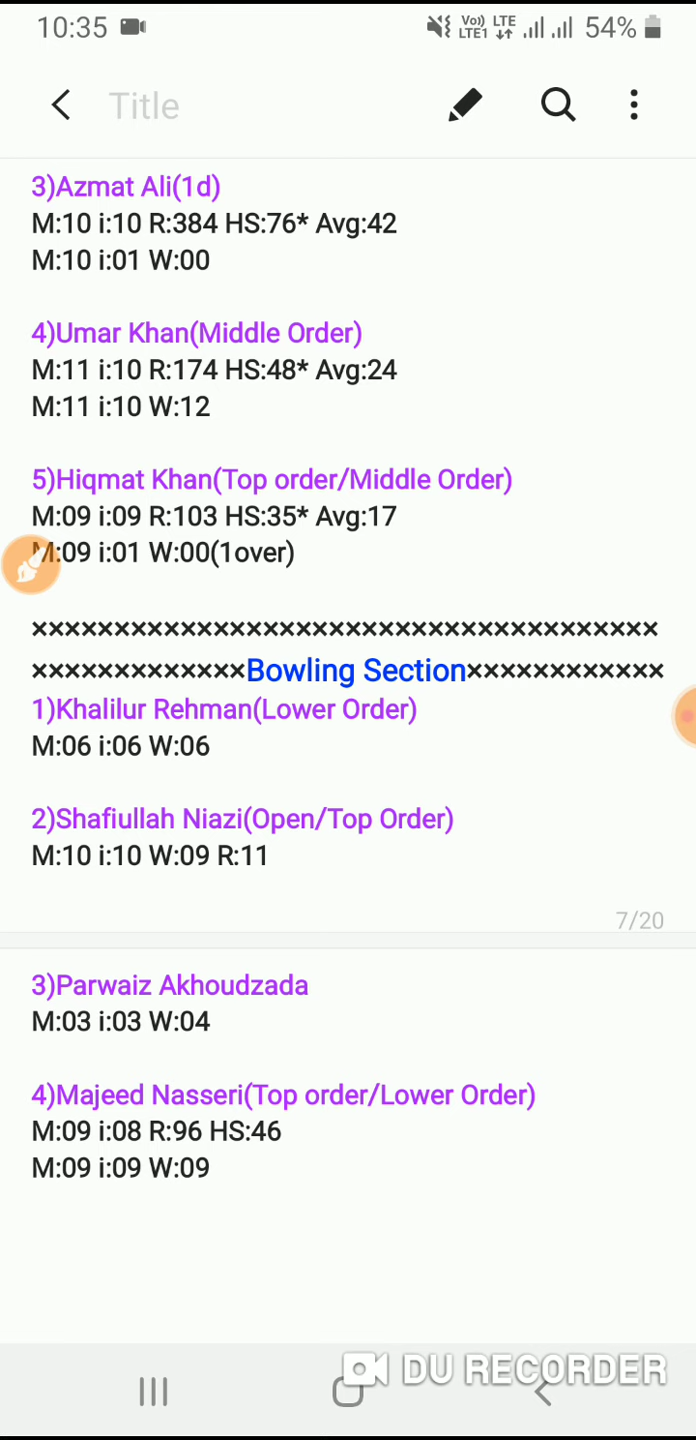 10:35 Vo)) LTE 54%
LTE1
Title
3)Azmat Ali(1d)
M:10 i:10 R:384 HS:76* Avg:42
M:10 i:01 W:00
4)Umar Khan(Middle Order)
M:11 i:10 R:174 HS:48* Avg:24
M:11 i:10 W:12
5)Hiqmat Khan(Top order/Middle Order)
M:09 i:09 R:103 HS:35* Avg:17
M:09 i:01 W:00(1over)
××××××××××××××××××××××××××××××××××××××
×××××××××××××Bowling Section××××××××××××
1)Khalilur Rehman(Lower Order)
M:06 i:06 W:06
2)Shafiullah Niazi(Open/Top Order)
M:10 i:10 W:09 R:11
7/20
3)Parwaiz Akhoudzada
M:03 i:03 W:04
4)Majeed Nasseri(Top order/Lower Order)
M:09 i:08 R:96 HS:46
M:09 i:09 W:09
DU RECORDER